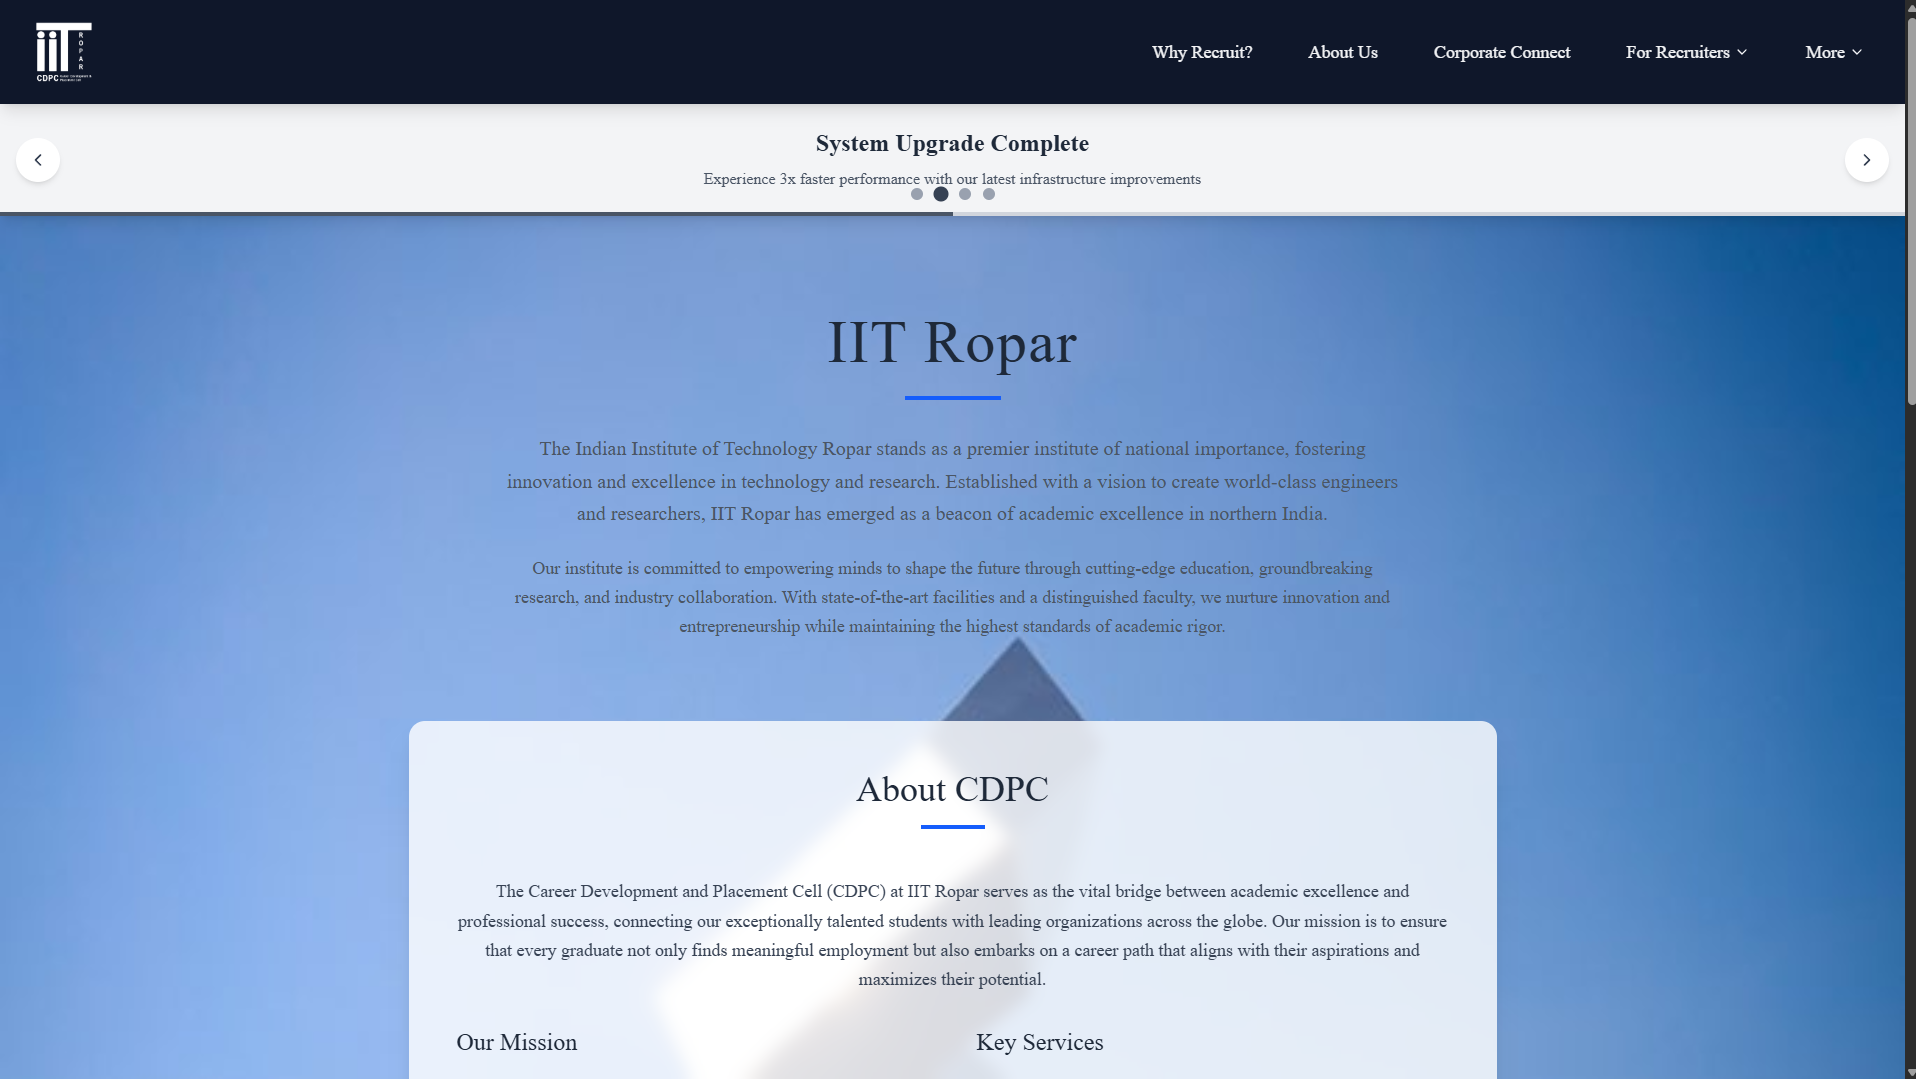 iiT
ROPAR
CDPC
Why Recruit?
About Us
Corporate Connect
For Recruiters
More
System Upgrade Complete
Experience 3x faster performance with our latest infrastructure improvements
IIT Ropar
The Indian Institute of Technology Ropar stands as a premier institute of national importance, fostering
innovation and excellence in technology and research. Established with a vision to create world-class engineers
and researchers, IIT Ropar has emerged as a beacon of academic excellence in northern India.
Our institute is committed to empowering minds to shape the future through cutting-edge education, groundbreaking
research, and industry collaboration. With state-of-the-art facilities and a distinguished faculty, we nurture innovation and
entrepreneurship while maintaining the highest standards of academic rigor.
About CDPC
The Career Development and Placement Cell (CDPC) at IIT Ropar serves as the vital bridge between academic excellence and
professional success, connecting our exceptionally talented students with leading organizations across the globe. Our mission is to ensure
that every graduate not only finds meaningful employment but also embarks on a career path that aligns with their aspirations and
maximizes their potential.
Our Mission
Key Services